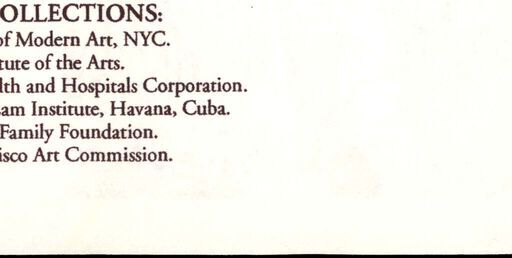 OLLECTIONS:
of Modern Art, NYC.
tute of the Arts.
lth and Hospitals Corporation.
am Institute, Havana, Cuba.
Family Foundation.
isco Art Commission.